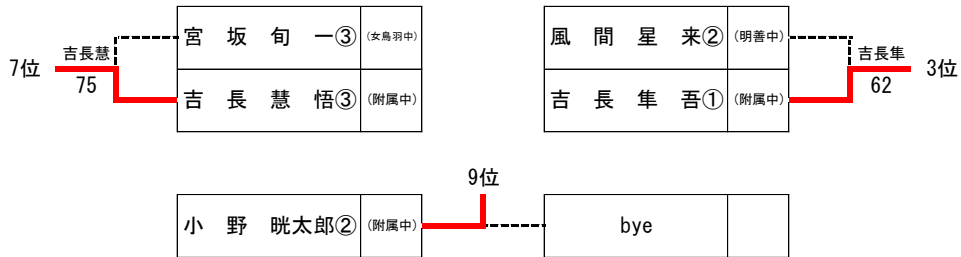 宮坂旬一③ (女鳥羽中)
吉長慧
7位
75
吉長慧悟③ (附属中)
風間星来② (明善中)
吉長隼
3位
62
吉長隼吾① (附属中)
9位
小野晄太郎② (附属中)
bye